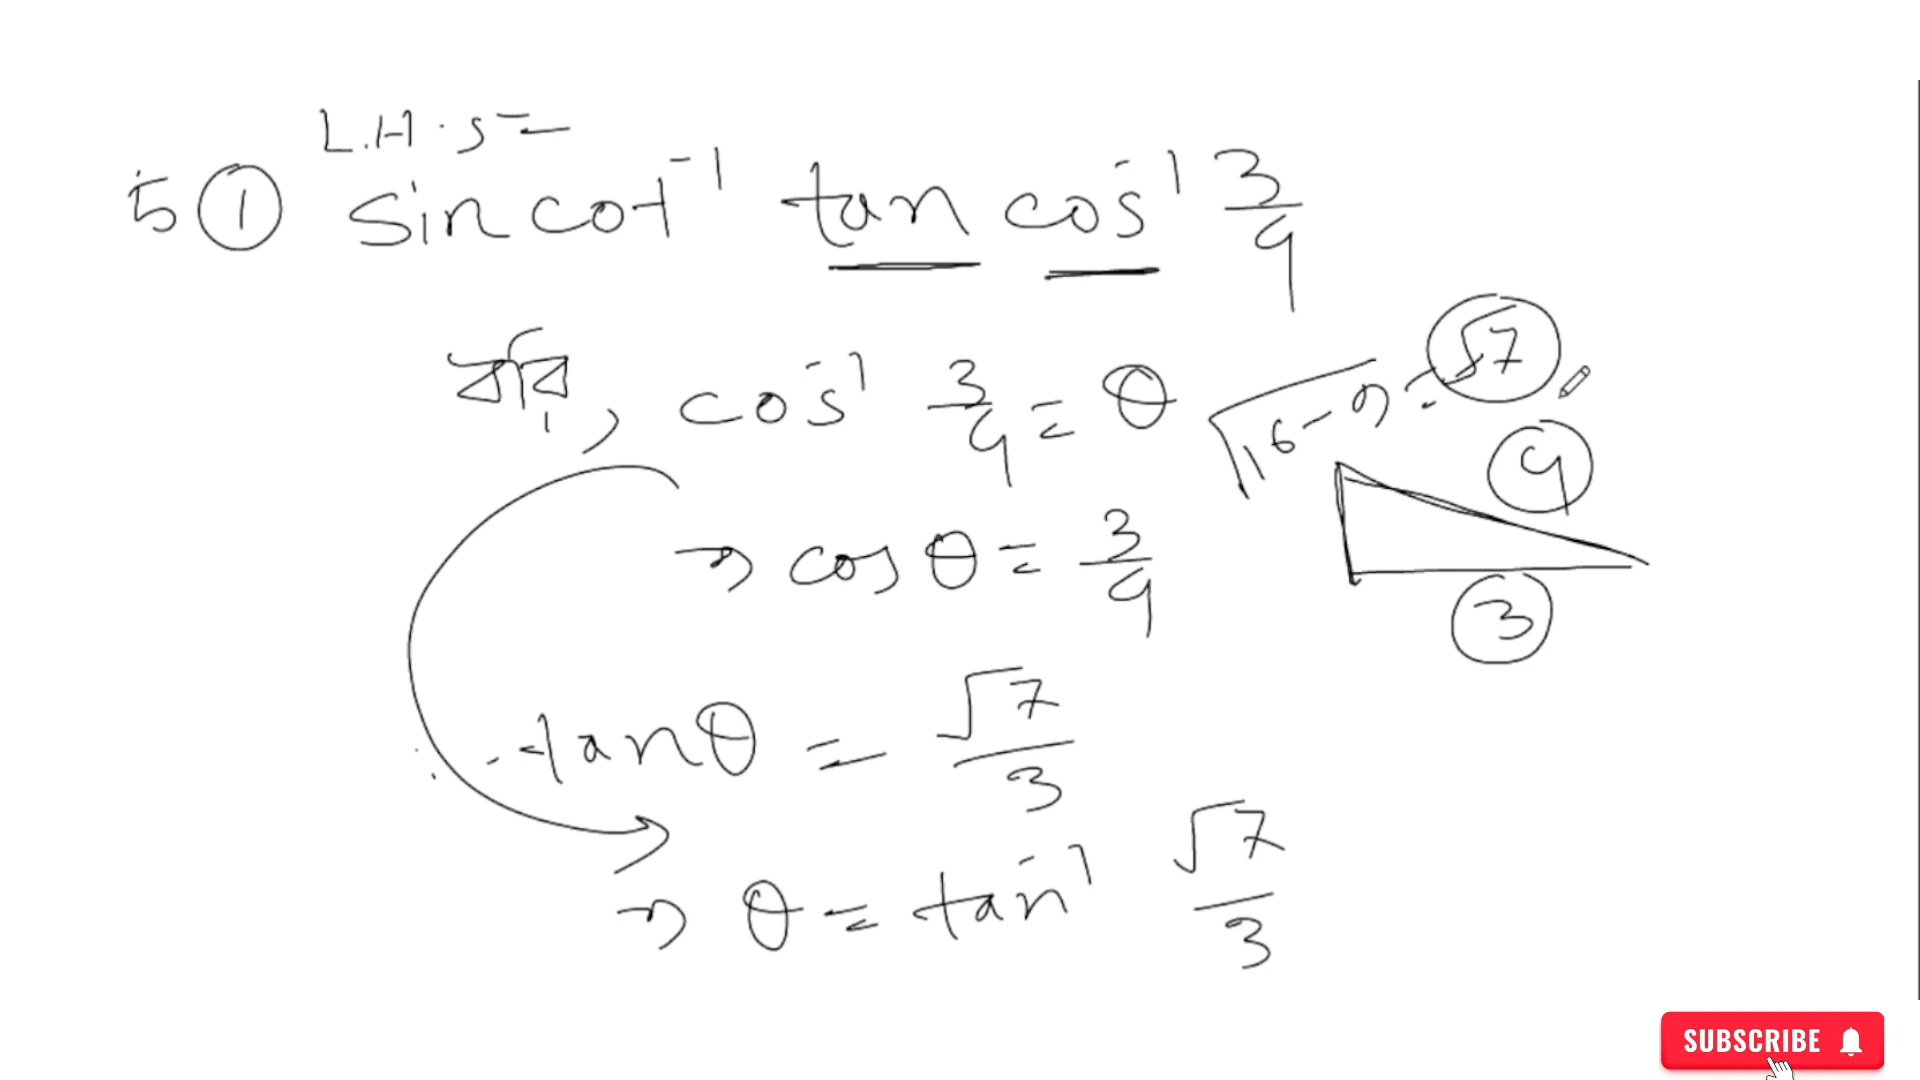 L.H.S =
5 ① sin cot⁻¹ tan cos⁻¹ 3/4
ধরি, cos⁻¹ 3/4 = θ
√16-9 = √7
4
⇒ cos θ = 3/4
3
∴ tanθ = √7/3
⇒ θ = tan⁻¹ √7/3
SUBSCRIBE